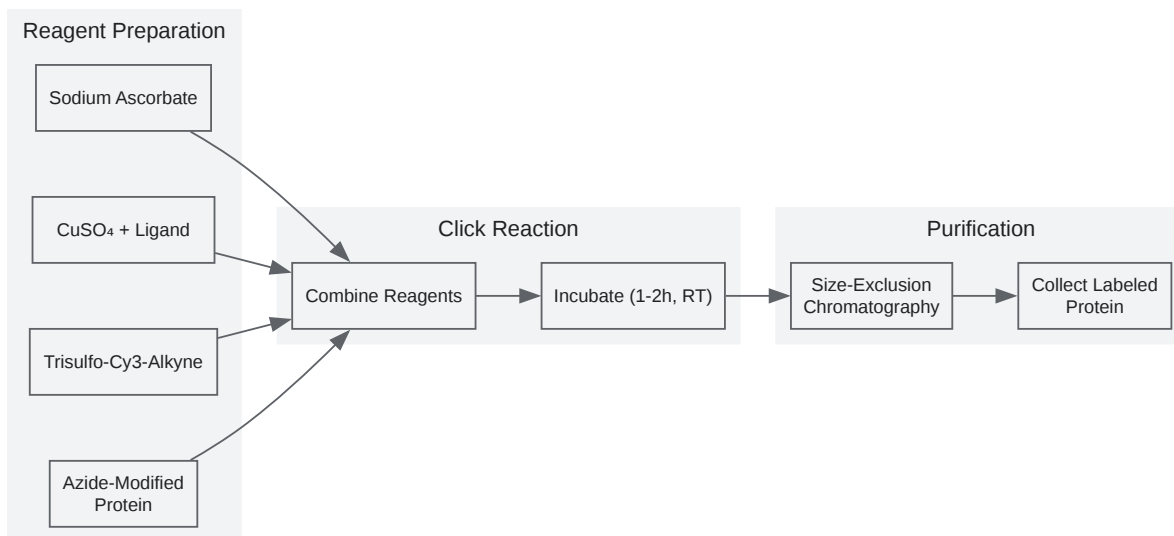 Reagent Preparation
Sodium Ascorbate
CuSO₄ + Ligand
Trisulfo-Cy3-Alkyne
Azide-Modified
Protein
Click Reaction
Combine Reagents
Incubate (1-2h, RT)
Purification
Size-Exclusion
Chromatography
Collect Labeled
Protein